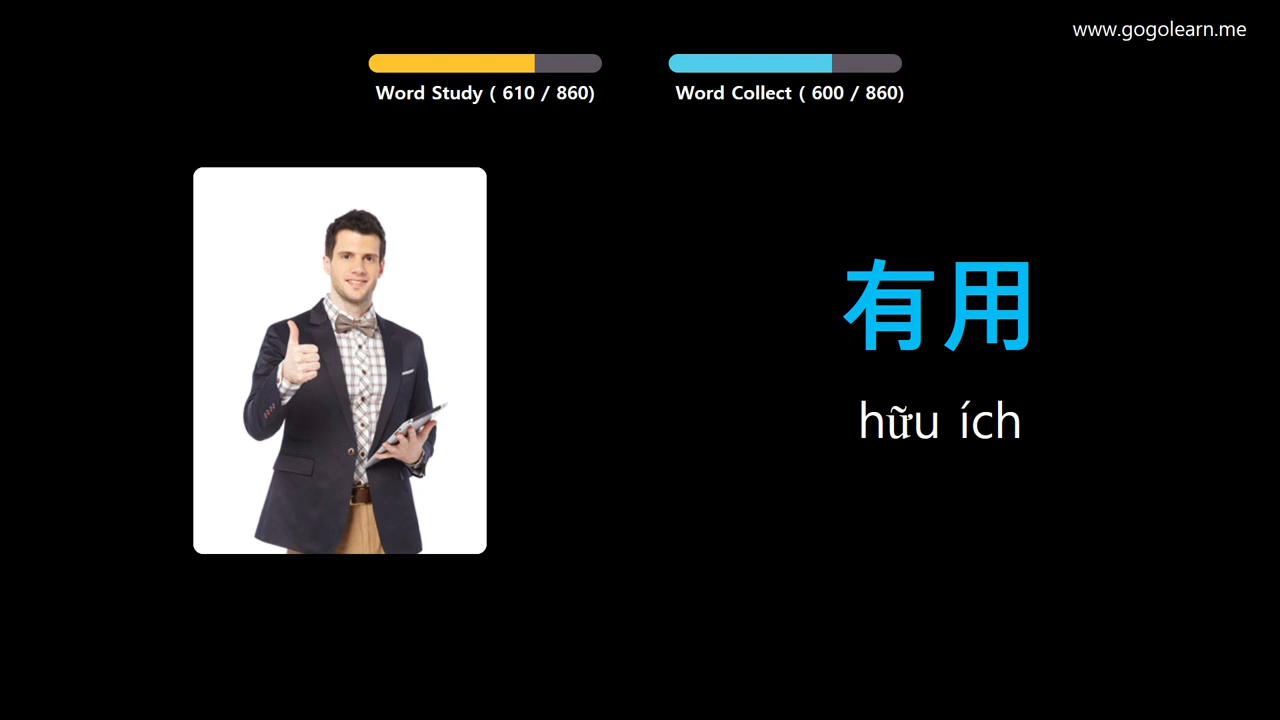 www.gogolearn.me
Word Study ( 610 / 860)
Word Collect ( 600 / 860)
有用
hữu ích